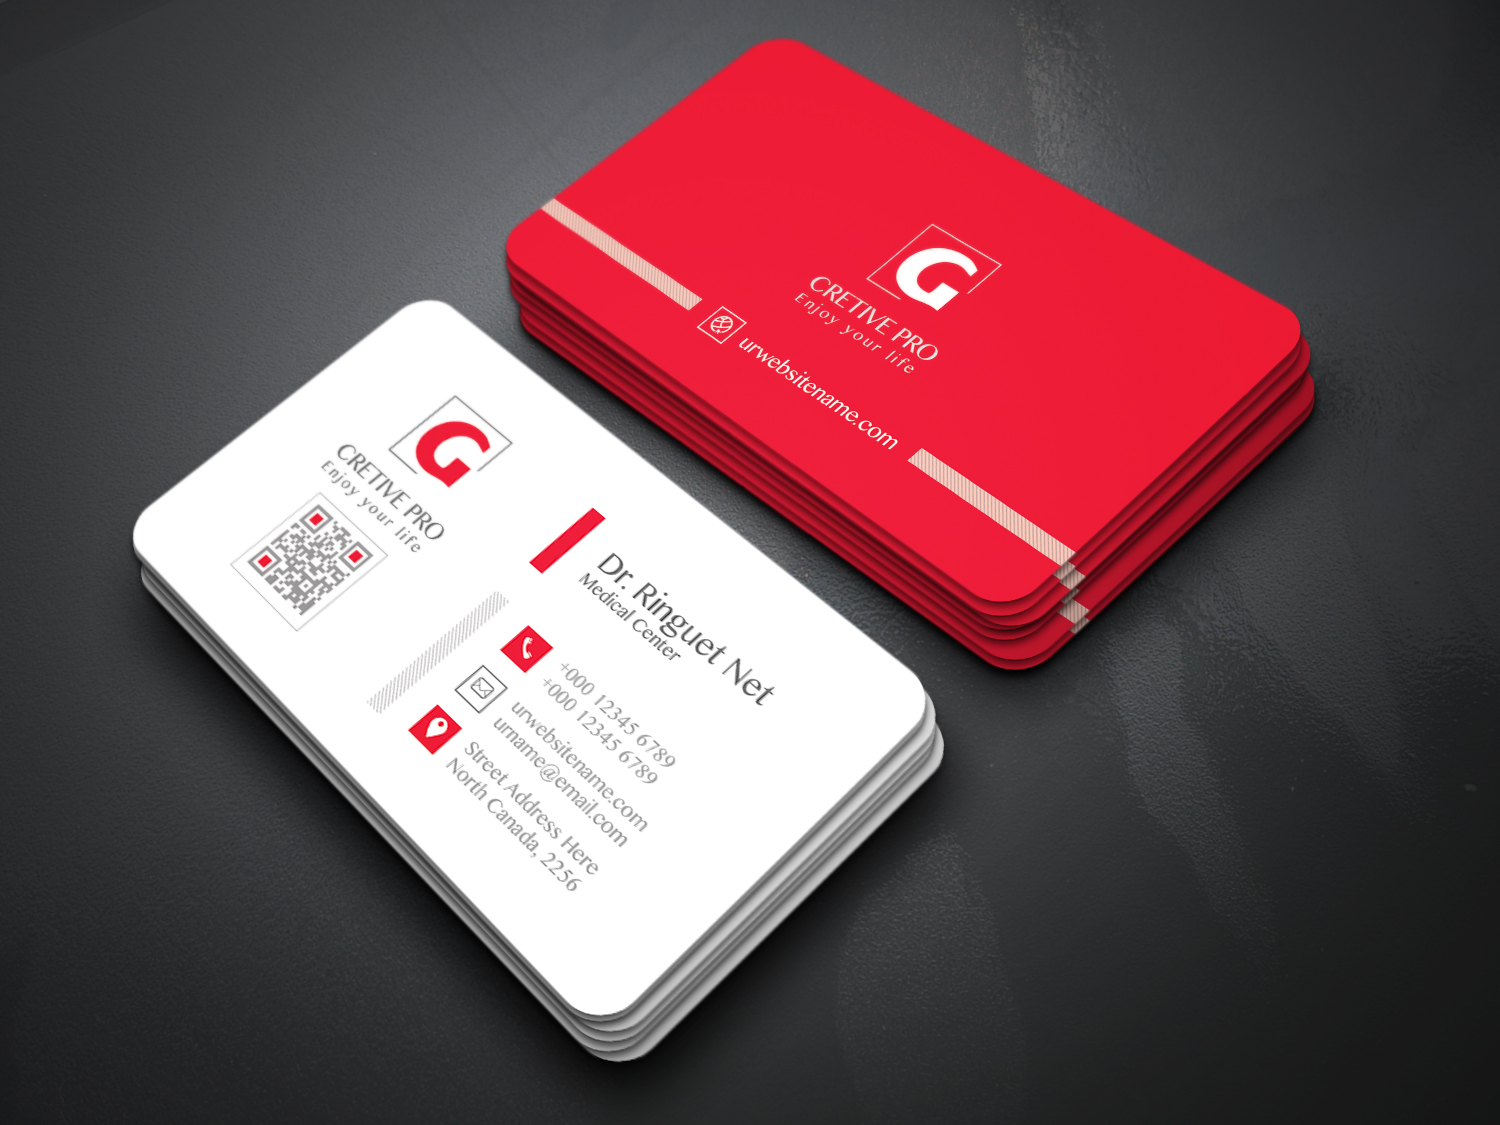 G
CRETIVE PRO
Enjoy your life
urwebsitename.com
G
CRETIVE PRO
Enjoy your life
Dr. Ringuet Net
Medical Center
+000 12345 6789
+000 12345 6789
urwebsitename.com
urname@email.com
Street Address Here
North Canada, 2256